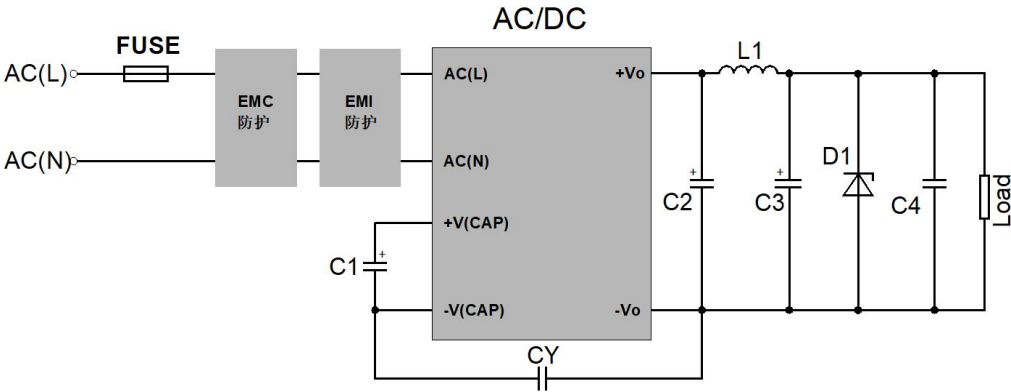 AC/DC
FUSE
L1
AC(L)
AC(L)
+Vo
EMC
防护
EMI
防护
AC(N)
AC(N)
D1
C2
C3
C4
Load
+V(CAP)
+
+
+
C1
-V(CAP)
-Vo
CY